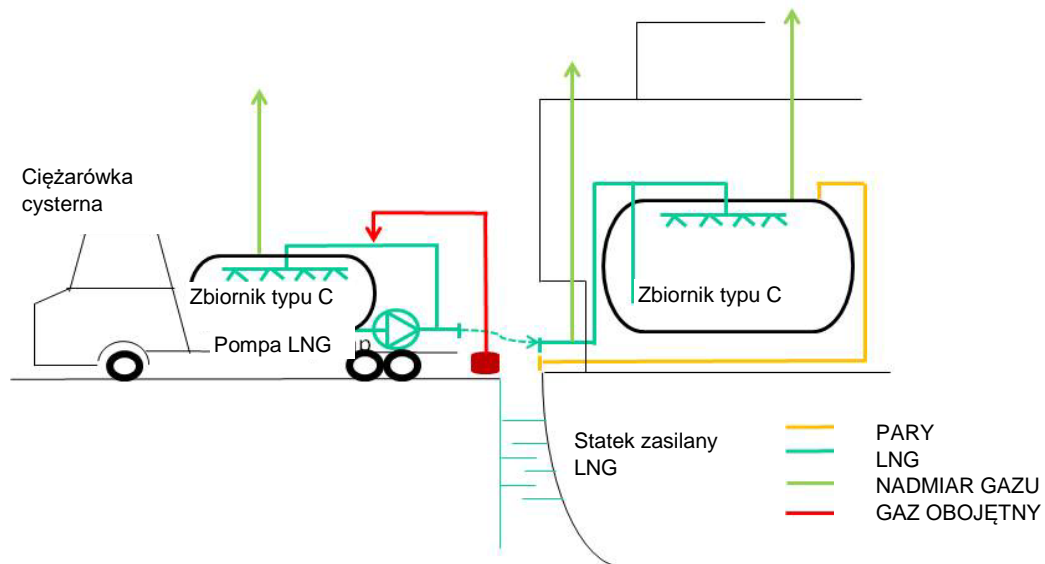 Ciężarówka
cysterna
Zbiornik typu C
Pompa LNG
p
Zbiornik typu C
Statek zasilany
LNG
PARY
LNG
NADMIAR GAZU
GAZ OBOJĘTNY